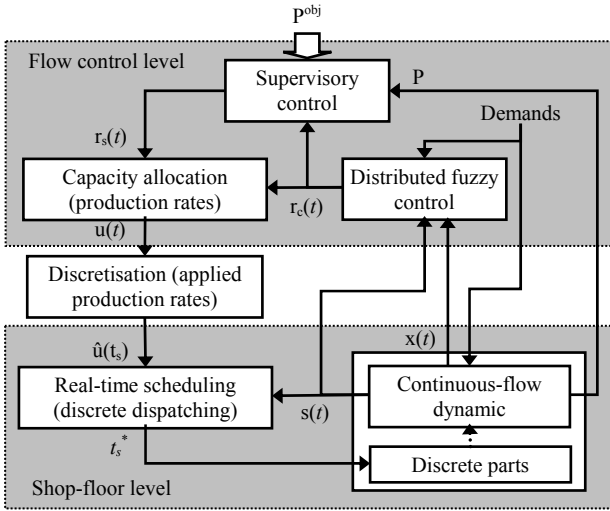 P^obj
Flow control level
Supervisory
control
P
Demands
r_s(t)
Capacity allocation
(production rates)
r_c(t)
Distributed fuzzy
control
u(t)
Discretisation (applied
production rates)
x(t)
û(t_s)
Real-time scheduling
(discrete dispatching)
s(t)
Continuous-flow
dynamic
t_s^*
Discrete parts
Shop-floor level